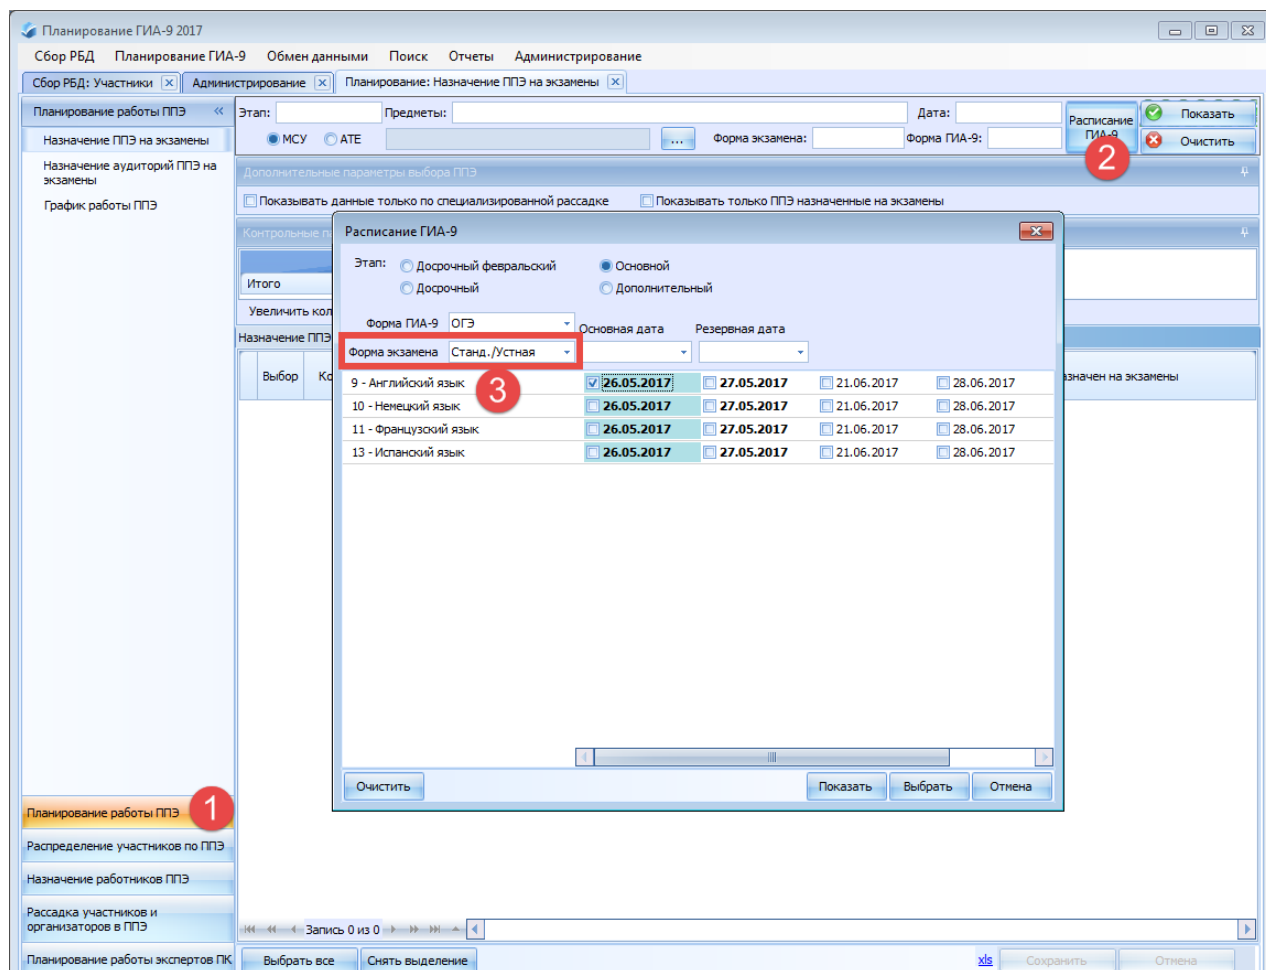 Планирование ГИА-9 2017
Сбор РБД Планирование ГИА-9 Обмен данными Поиск Отчеты Администрирование
Сбор РБД: Участники Администрирование Планирование: Назначение ППЭ на экзамены
Планирование работы ППЭ
Назначение ППЭ на экзамены
Назначение аудиторий ППЭ на
экзамены
График работы ППЭ
Этап: Предметы: Дата:
МСУ АТЕ ... Форма экзамена: Форма ГИА-9:
Расписание
ГИА-9
2
Показать
Очистить
Дополнительные параметры выбора ППЭ
Показывать данные только по специализированной рассадке Показывать только ППЭ назначенные на экзамены
Контрольные
Итого
Увеличить кол
Назначение ППЭ
Выбор Ко
значен на экзамены
Расписание ГИА-9
Этап: Досрочный февральский Основной
Досрочный Дополнительный
Форма ГИА-9 ОГЭ Основная дата Резервная дата
Форма экзамена Станд./Устная
3
9 - Английский язык 26.05.2017 27.05.2017 21.06.2017 28.06.2017
10 - Немецкий язык 26.05.2017 27.05.2017 21.06.2017 28.06.2017
11 - Французский язык 26.05.2017 27.05.2017 21.06.2017 28.06.2017
13 - Испанский язык 26.05.2017 27.05.2017 21.06.2017 28.06.2017
Очистить Показать Выбрать Отмена
Планирование работы ППЭ 1
Распределение участников по ППЭ
Назначение работников ППЭ
Рассадка участников и
организаторов в ППЭ
Планирование работы экспертов ПК
Запись 0 из 0
Выбрать все Снять выделение xls Сохранить Отмена